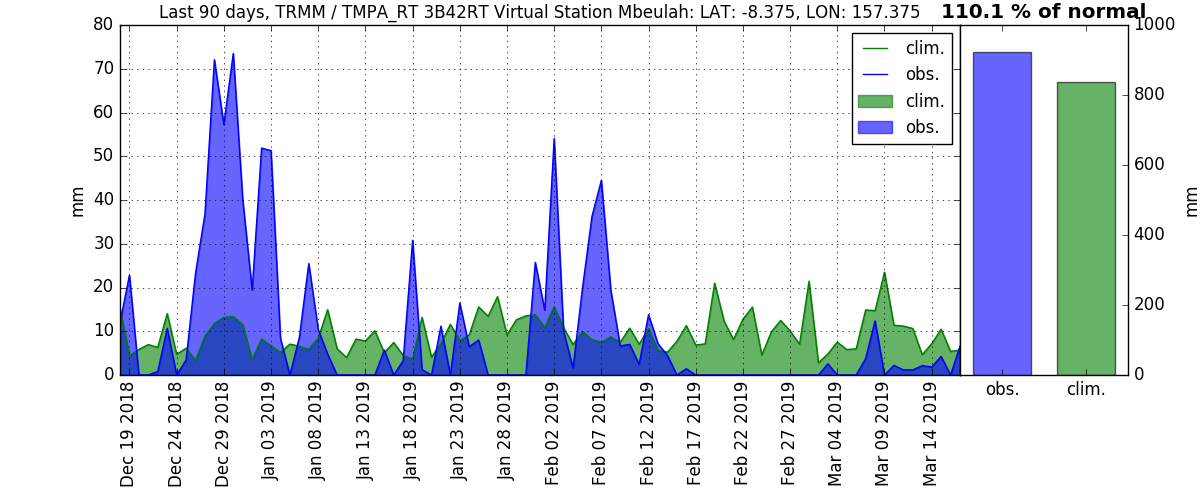 Last 90 days, TRMM / TMPA_RT 3B42RT Virtual Station Mbeulah: LAT: -8.375, LON: 157.375
110.1 % of normal
80
70
60
50
40
30
20
10
0
mm
clim.
obs.
clim.
obs.
Dec 19 2018
Dec 24 2018
Dec 29 2018
Jan 03 2019
Jan 08 2019
Jan 13 2019
Jan 18 2019
Jan 23 2019
Jan 28 2019
Feb 02 2019
Feb 07 2019
Feb 12 2019
Feb 17 2019
Feb 22 2019
Feb 27 2019
Mar 04 2019
Mar 09 2019
Mar 14 2019
1000
800
600
400
200
0
mm
obs.
clim.